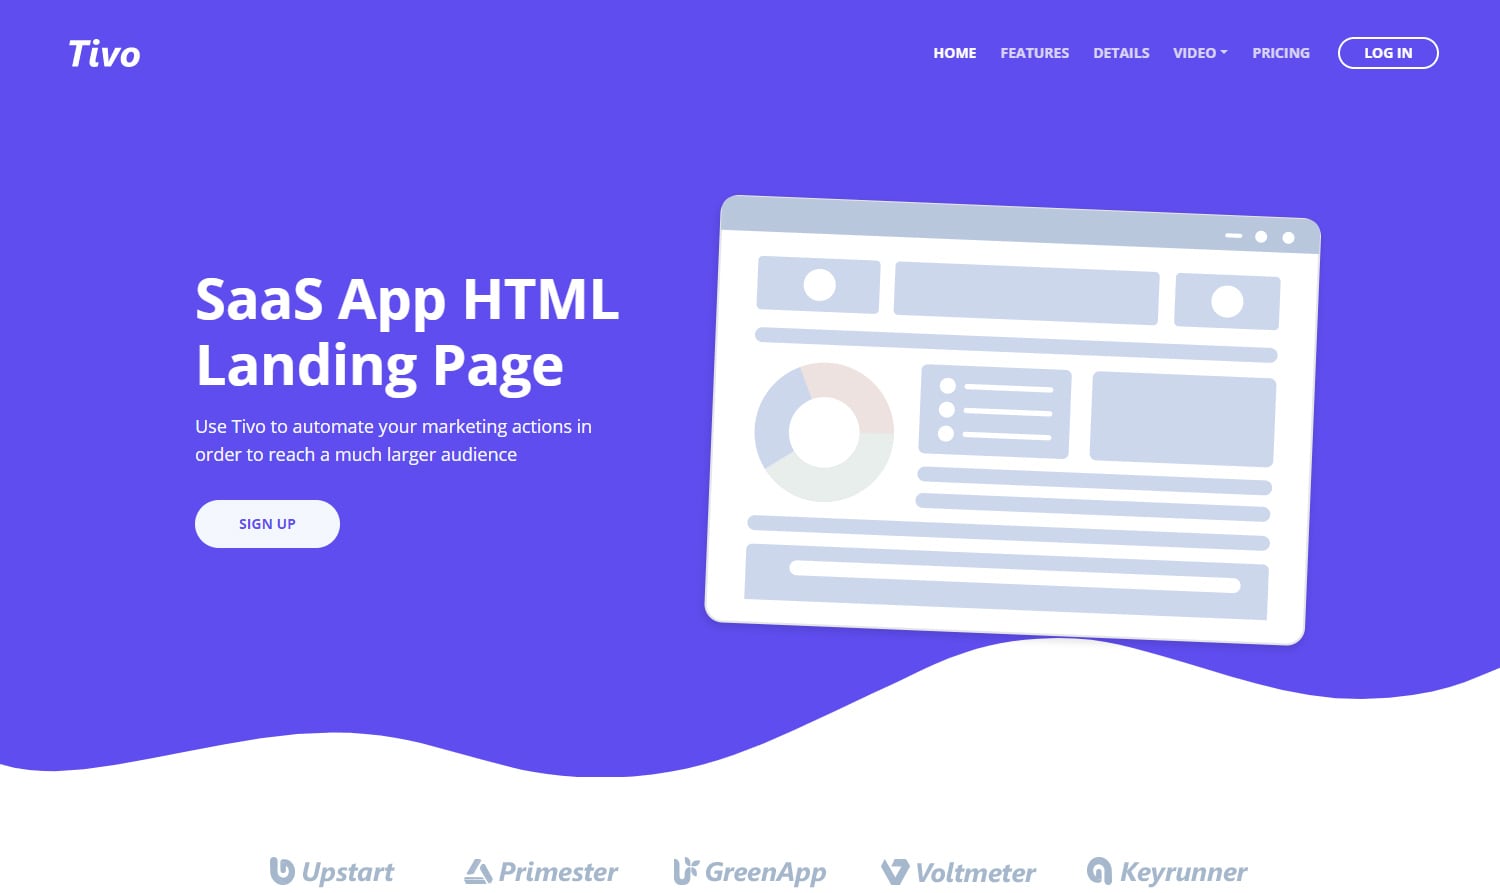 Tivo
HOME FEATURES DETAILS VIDEO PRICING LOG IN
SaaS App HTML
Landing Page
Use Tivo to automate your marketing actions in
order to reach a much larger audience
SIGN UP
Upstart Primester GreenApp Voltmeter Keyrunner